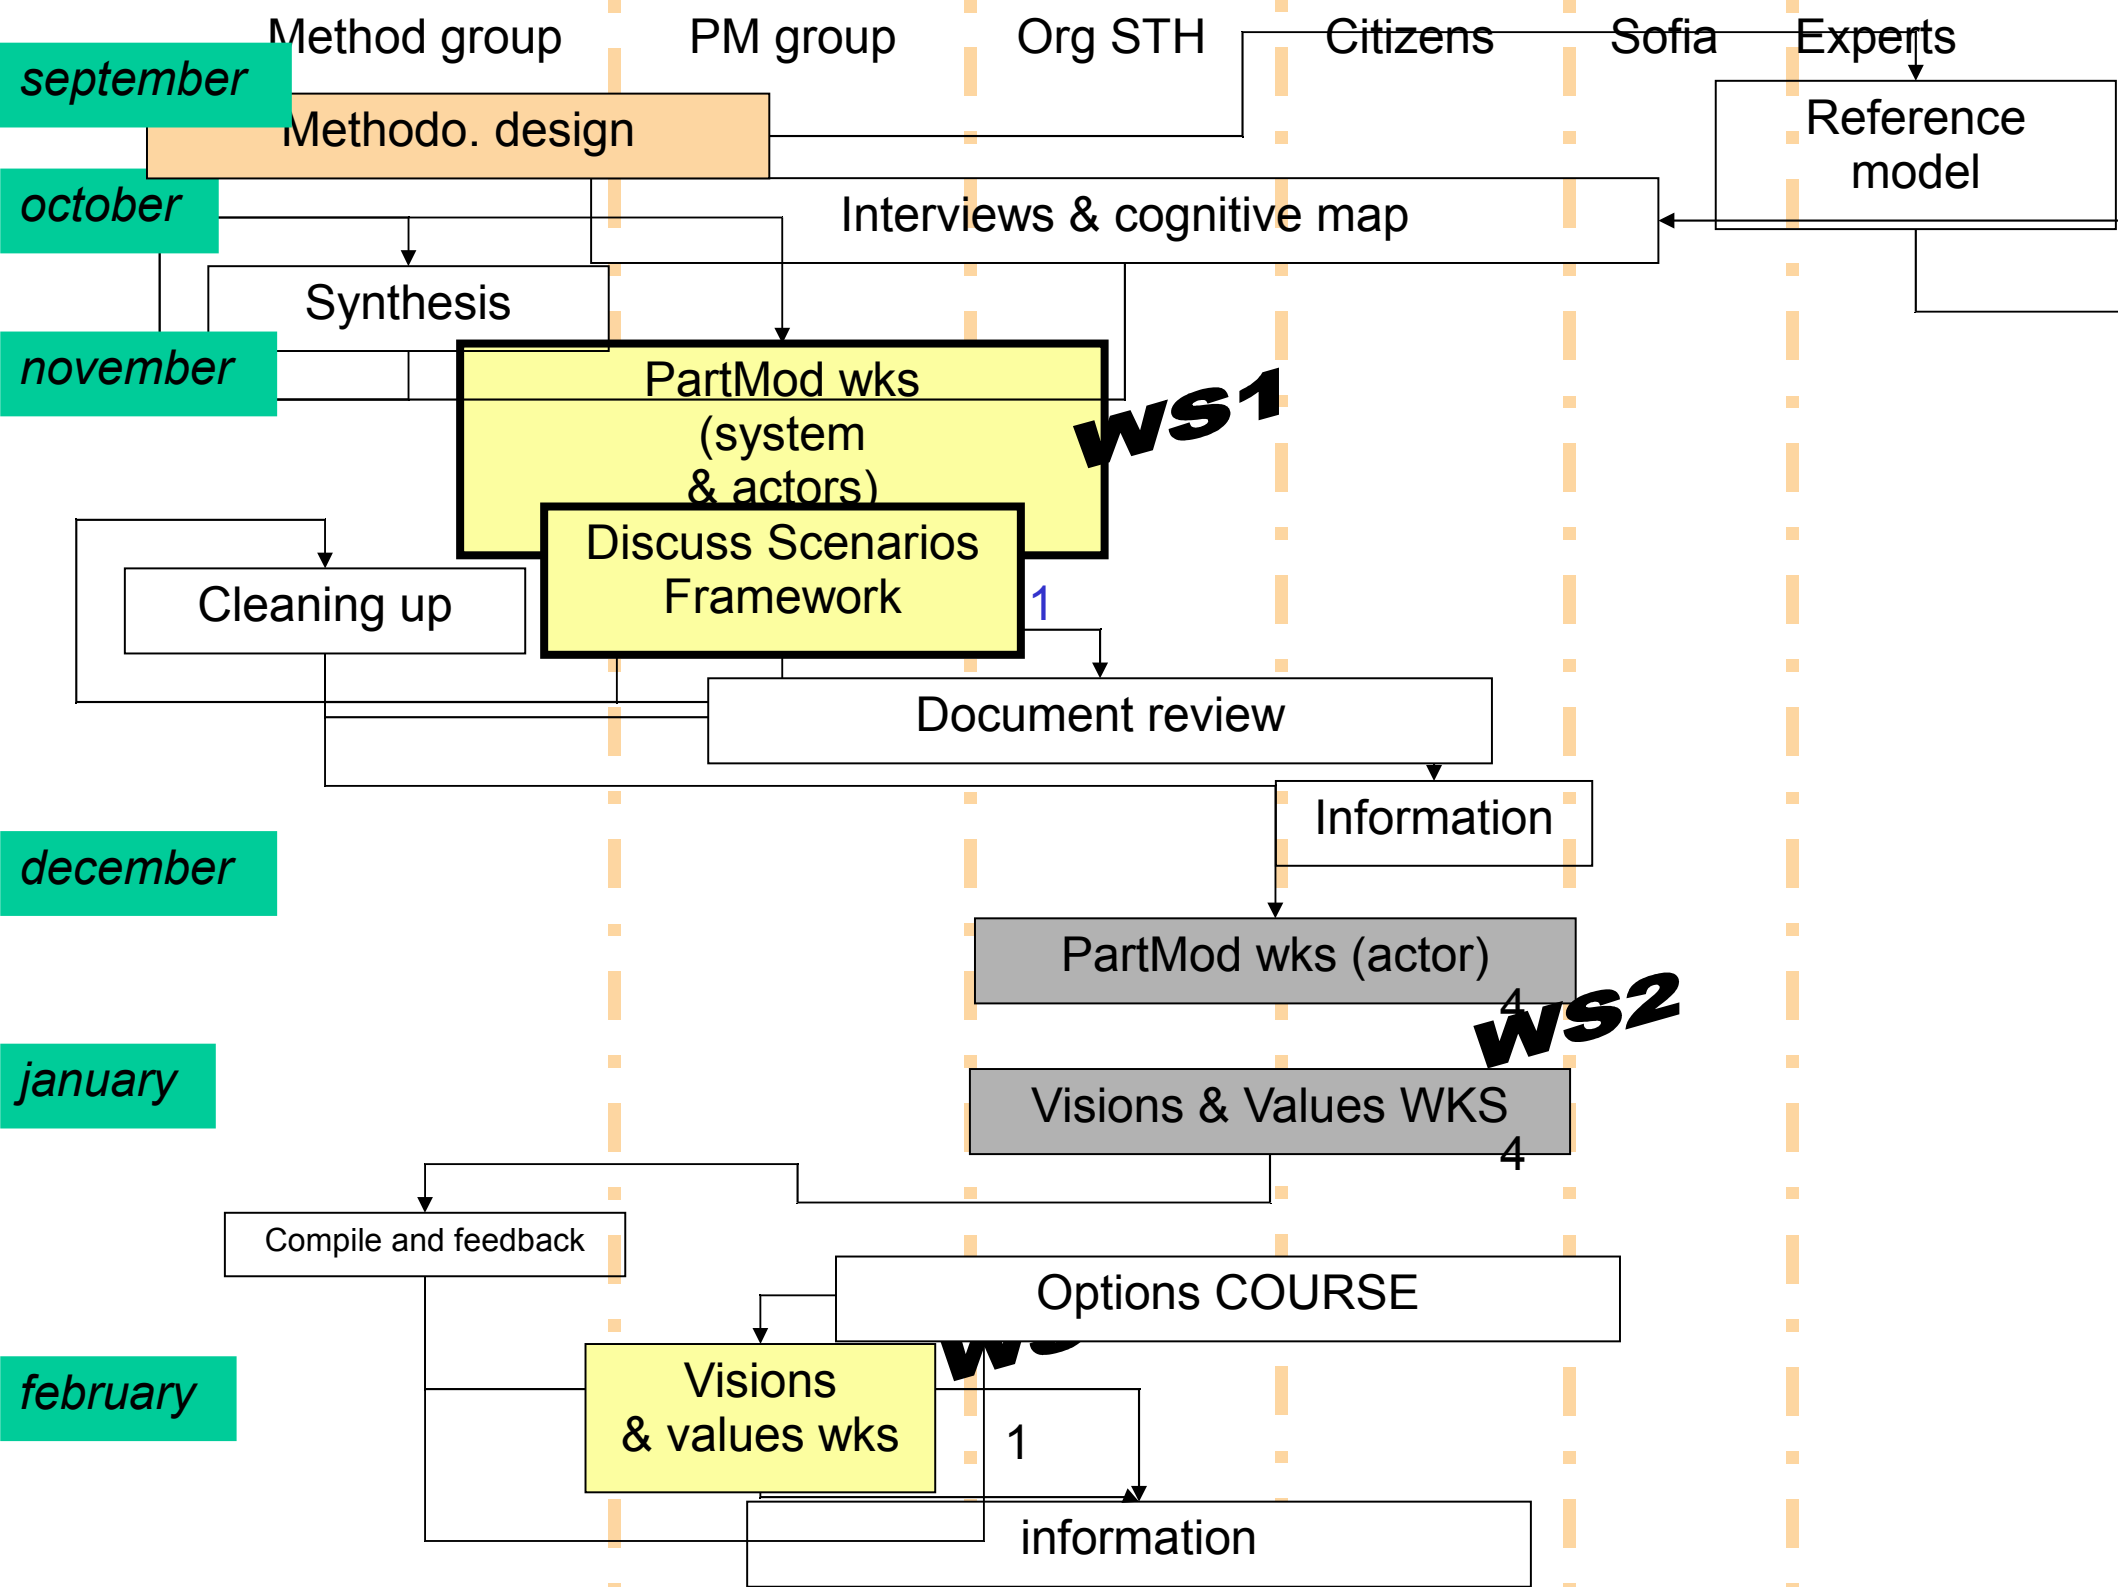 Method group PM group Org STH Citizens Sofia Experts
september
Methodo. design
Reference
model
october
Interviews & cognitive map
Synthesis
november
PartMod wks
(system
& actors)
WS1
Discuss Scenarios
Framework
1
Cleaning up
Document review
Information
december
PartMod wks (actor)
4
WS2
january
Visions & Values WKS
4
Compile and feedback
Options COURSE
february
Visions
& values wks
1
information